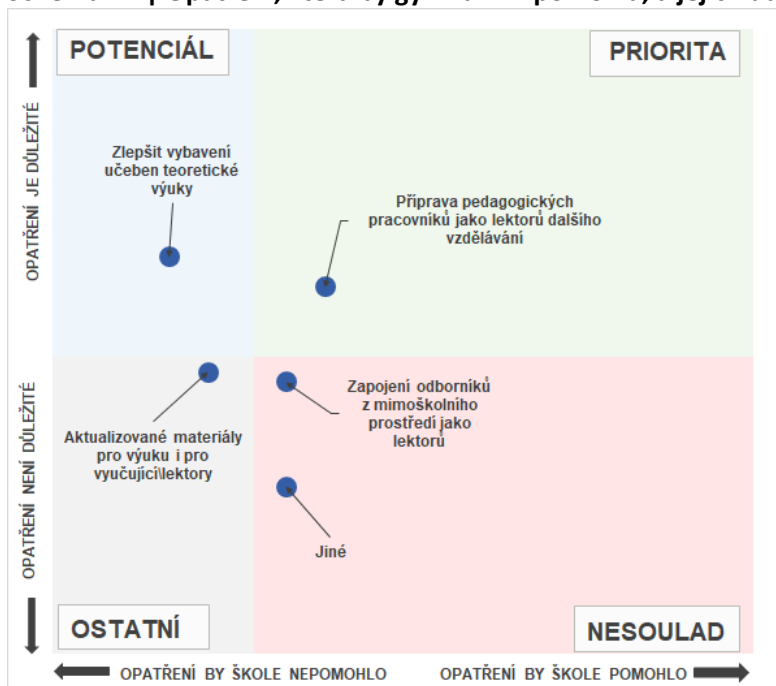 POTENCIÁL
PRIORITA
OPATŘENÍ JE DŮLEŽITÉ
Zlepšit vybavení
učeben teoretické
výuky
Příprava pedagogických
pracovníků jako lektorů dalšího
vzdělávání
OPATŘENÍ NENÍ DŮLEŽITÉ
Aktualizované materiály
pro výuku i pro
vyučující\lektory
Zapojení odborníků
z mimoškolního
prostředí jako
lektorů
Jiné
OSTATNÍ
NESOULAD
OPATŘENÍ BY ŠKOLE NEPOMOHLO
OPATŘENÍ BY ŠKOLE POMOHLO